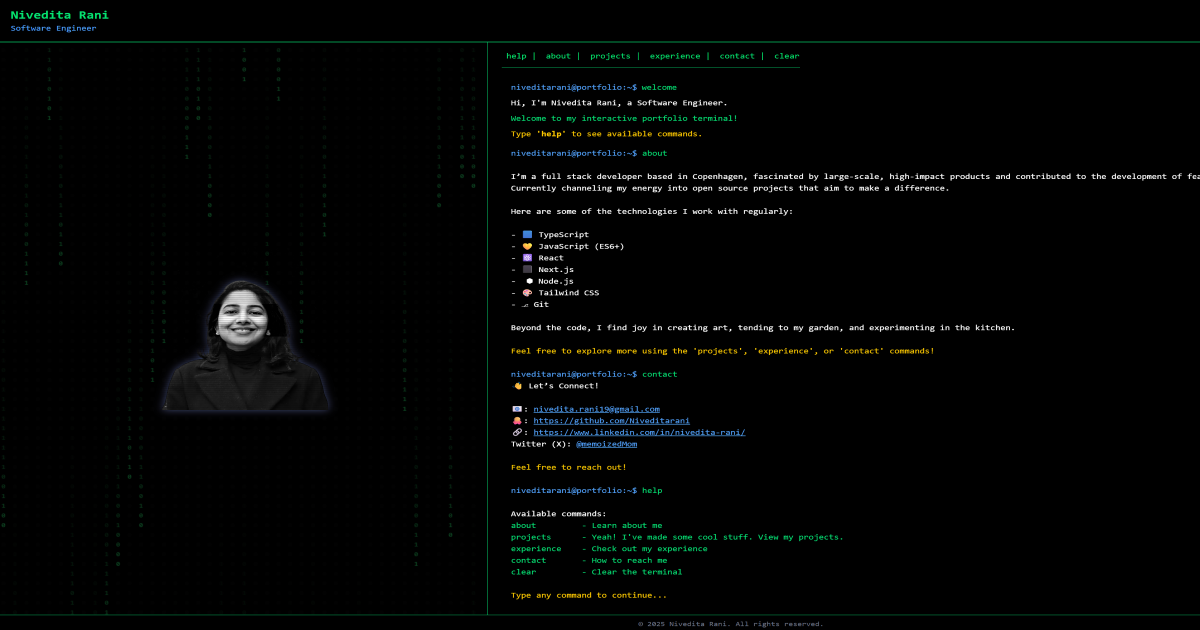 Nivedita Rani
Software Engineer
help | about | projects | experience | contact | clear
niveditarani@portfolio:~$ welcome
Hi, I'm Nivedita Rani, a Software Engineer.
Welcome to my interactive portfolio terminal!
Type 'help' to see available commands.
niveditarani@portfolio:~$ about
I’m a full stack developer based in Copenhagen, fascinated by large-scale, high-impact products and contributed to the development of fea
Currently channeling my energy into open source projects that aim to make a difference.
Here are some of the technologies I work with regularly:
- 🟦 TypeScript
- 💛 JavaScript (ES6+)
- ⚛️ React
- ⬛ Next.js
- Node.js
- 🎨 Tailwind CSS
- Git
Beyond the code, I find joy in creating art, tending to my garden, and experimenting in the kitchen.
Feel free to explore more using the 'projects', 'experience', or 'contact' commands!
niveditarani@portfolio:~$ contact
👋 Let’s Connect!
📧: nivedita.rani19@gmail.com
🐙: https://github.com/Niveditarani
🔗: https://www.linkedin.com/in/nivedita-rani/
Twitter (X): @memoizedMom
Feel free to reach out!
niveditarani@portfolio:~$ help
Available commands:
about - Learn about me
projects - Yeah! I've made some cool stuff. View my projects.
experience - Check out my experience
contact - How to reach me
clear - Clear the terminal
Type any command to continue...
© 2025 Nivedita Rani. All rights reserved.